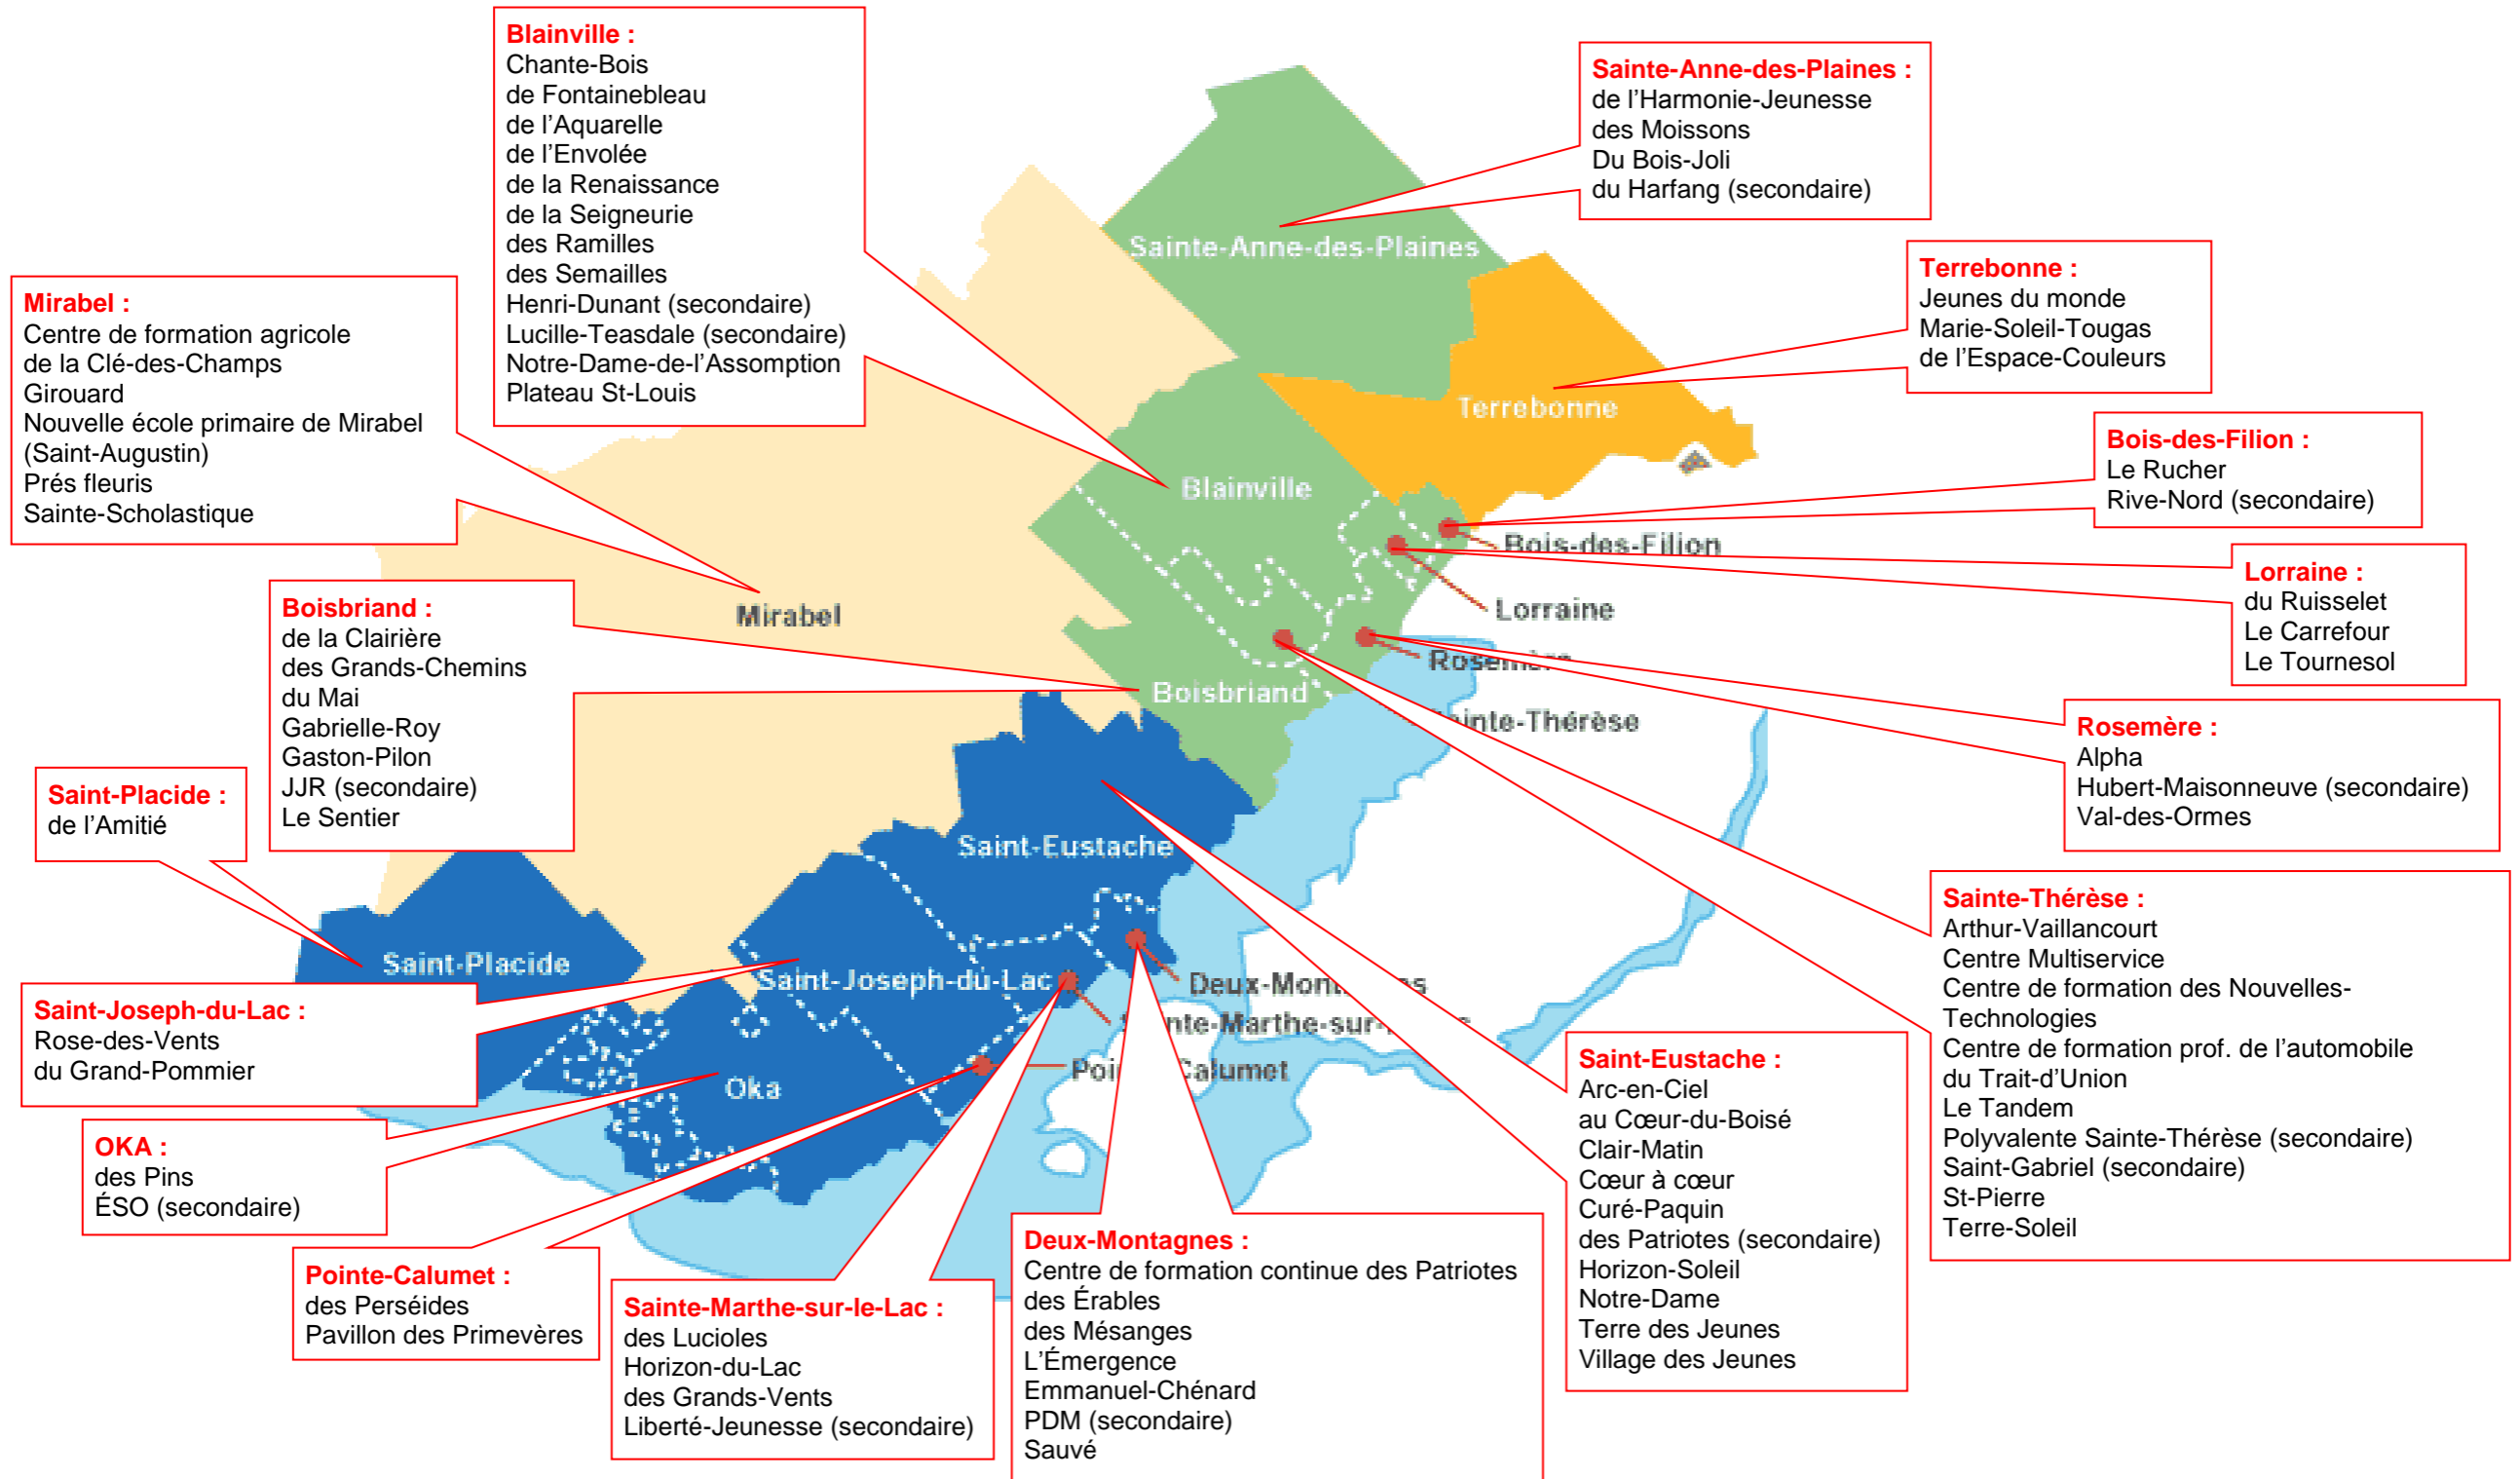 Blainville :
Chante-Bois
de Fontainebleau
de l'Aquarelle
de l'Envolée
de la Renaissance
de la Seigneurie
des Ramilles
des Semailles
Henri-Dunant (secondaire)
Lucille-Teasdale (secondaire)
Notre-Dame-de-l'Assomption
Plateau St-Louis
Sainte-Anne-des-Plaines :
de l'Harmonie-Jeunesse
des Moissons
Du Bois-Joli
du Harfang (secondaire)
Mirabel :
Centre de formation agricole
de la Clé-des-Champs
Girouard
Nouvelle école primaire de Mirabel
(Saint-Augustin)
Prés fleuris
Sainte-Scholastique
Terrebonne :
Jeunes du monde
Marie-Soleil-Tougas
de l'Espace-Couleurs
Bois-des-Filion :
Le Rucher
Rive-Nord (secondaire)
Lorraine :
du Ruisselet
Le Carrefour
Le Tournesol
Boisbriand :
de la Clairière
des Grands-Chemins
du Mai
Gabrielle-Roy
Gaston-Pilon
JJR (secondaire)
Le Sentier
Rosemère :
Alpha
Hubert-Maisonneuve (secondaire)
Val-des-Ormes
Saint-Placide :
de l'Amitié
Sainte-Thérèse :
Arthur-Vaillancourt
Centre Multiservice
Centre de formation des Nouvelles-
Technologies
Centre de formation prof. de l'automobile
du Trait-d'Union
Le Tandem
Polyvalente Sainte-Thérèse (secondaire)
Saint-Gabriel (secondaire)
St-Pierre
Terre-Soleil
Saint-Joseph-du-Lac :
Rose-des-Vents
du Grand-Pommier
Saint-Eustache :
Arc-en-Ciel
au Cœur-du-Boisé
Clair-Matin
Cœur à cœur
Curé-Paquin
des Patriotes (secondaire)
Horizon-Soleil
Notre-Dame
Terre des Jeunes
Village des Jeunes
OKA :
des Pins
ÉSO (secondaire)
Pointe-Calumet :
des Perséides
Pavillon des Primevères
Sainte-Marthe-sur-le-Lac :
des Lucioles
Horizon-du-Lac
des Grands-Vents
Liberté-Jeunesse (secondaire)
Deux-Montagnes :
Centre de formation continue des Patriotes
des Érables
des Mésanges
L'Émergence
Emmanuel-Chénard
PDM (secondaire)
Sauvé
Sainte-Anne-des-Plaines
Terrebonne
Blainville
Bois-des-Filion
Lorraine
Mirabel
Rosemère
Boisbriand
Saint-Eustache
Saint-Placide
Saint-Joseph-du-Lac
Oka